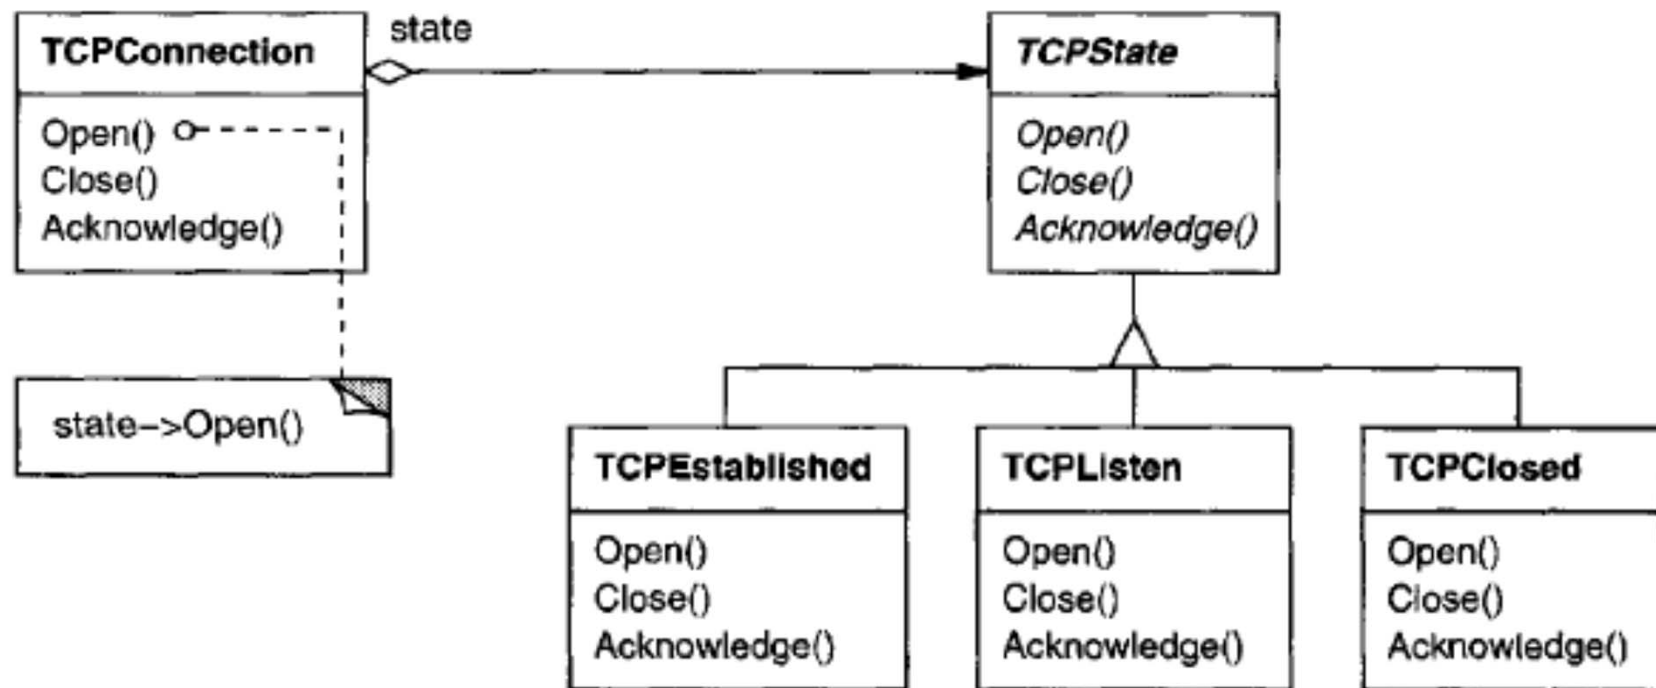 state
TCPConnection
Open()
Close()
Acknowledge()
TCPState
Open()
Close()
Acknowledge()
state->Open()
TCPEstablished
Open()
Close()
Acknowledge()
TCPListen
Open()
Close()
Acknowledge()
TCPClosed
Open()
Close()
Acknowledge()